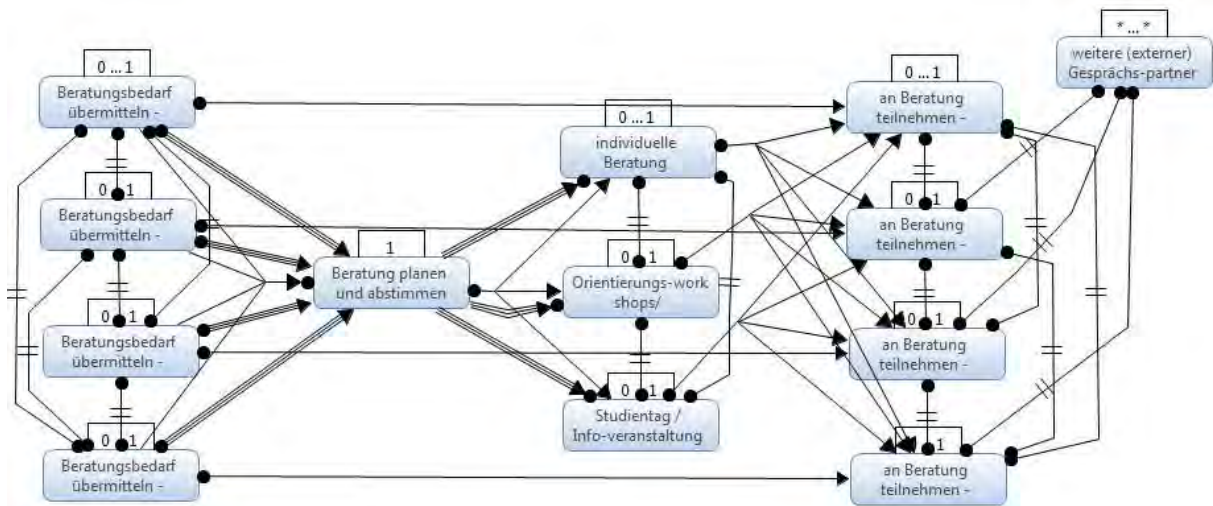 0 ... 1
Beratungsbedarf
übermitteln -
0 1
Beratungsbedarf
übermitteln -
0 1
Beratungsbedarf
übermitteln -
0 1
Beratungsbedarf
übermitteln -
1
Beratung planen
und abstimmen
0 ... 1
individuelle
Beratung
0 1
Orientierungs-work
shops/
0 1
Studientag /
Info-veranstaltung
0 ... 1
an Beratung
teilnehmen -
0 1
an Beratung
teilnehmen -
0 1
an Beratung
teilnehmen -
1
an Beratung
teilnehmen -
* ... *
weitere (externer)
Gesprächs-partner